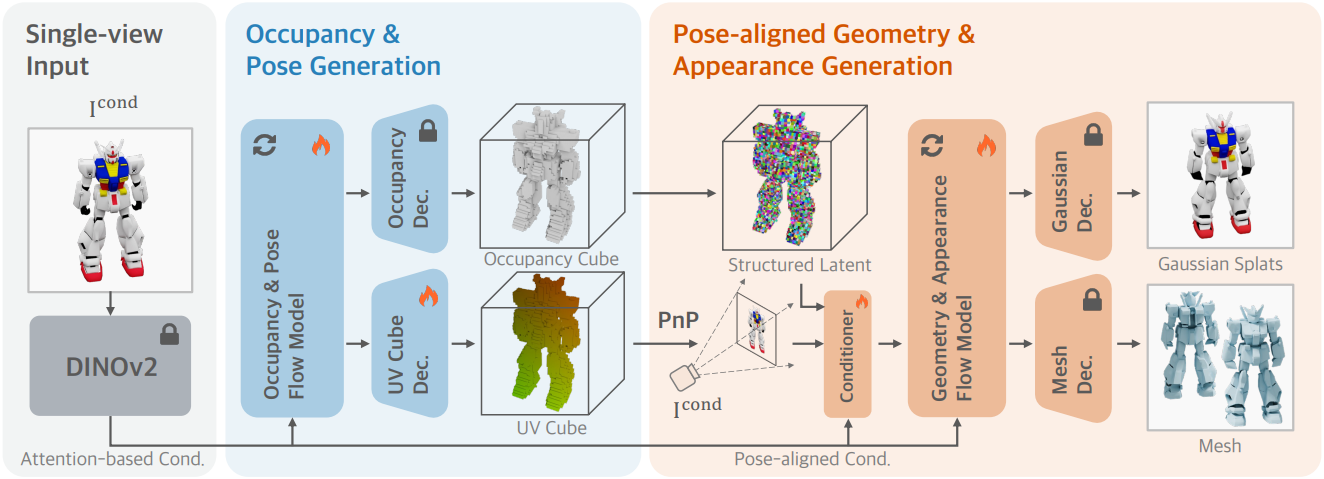 Single-view
Input
I^cond
DINOv2
Attention-based Cond.
Occupancy &
Pose Generation
Occupancy & Pose
Flow Model
Occupancy
Dec.
UV Cube
Dec.
Occupancy Cube
UV Cube
Pose-aligned Geometry &
Appearance Generation
Structured Latent
PnP
I^cond
Conditioner
Pose-aligned Cond.
Geometry & Appearance
Flow Model
Gaussian
Dec.
Mesh
Dec.
Gaussian Splats
Mesh